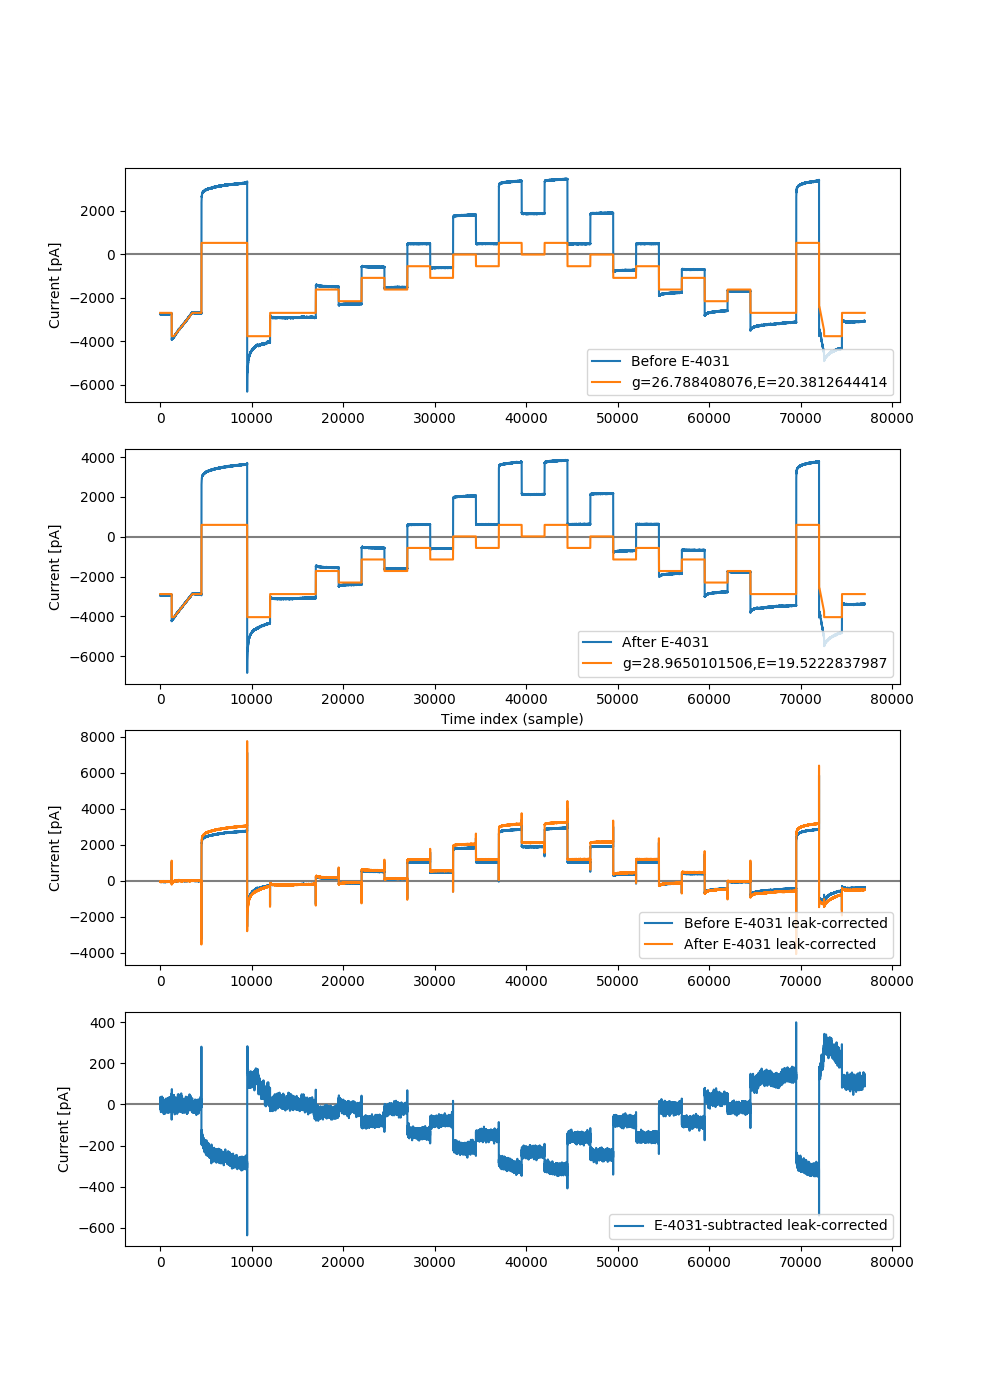 2000
0
−2000
−4000
−6000
Current [pA]
Before E-4031
g=26.788408076,E=20.3812644414
0 10000 20000 30000 40000 50000 60000 70000 80000
4000
2000
0
−2000
−4000
−6000
Current [pA]
After E-4031
g=28.9650101506,E=19.5222837987
0 10000 20000 30000 40000 50000 60000 70000 80000
Time index (sample)
8000
6000
4000
2000
0
−2000
−4000
Current [pA]
Before E-4031 leak-corrected
After E-4031 leak-corrected
0 10000 20000 30000 40000 50000 60000 70000 80000
400
200
0
−200
−400
−600
Current [pA]
E-4031-subtracted leak-corrected
0 10000 20000 30000 40000 50000 60000 70000 80000